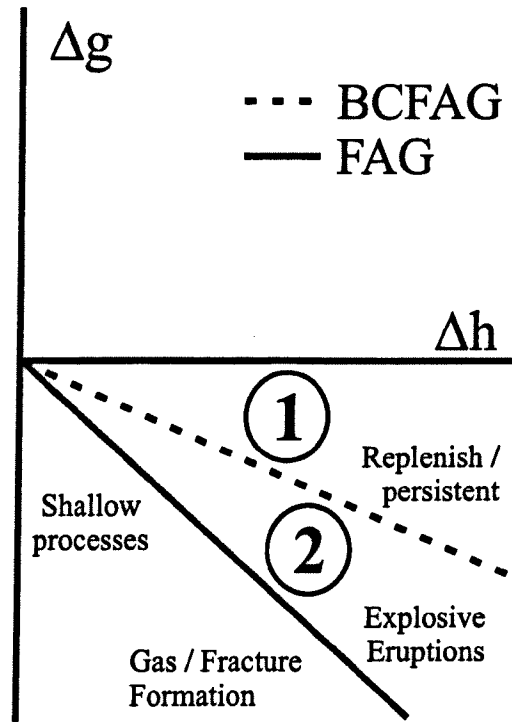 Δg
BCFAG
FAG
Δh
1
Replenish /
persistent
Shallow
processes
2
Explosive
Eruptions
Gas / Fracture
Formation